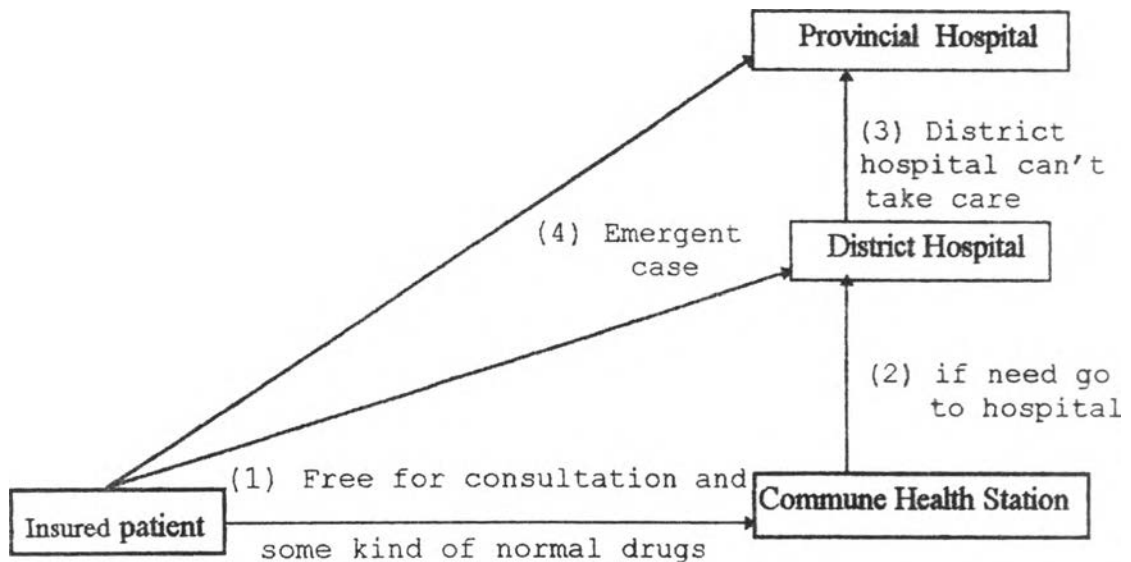 Provincial Hospital
(3) District
hospital can't
take care
(4) Emergent
case
District Hospital
(2) if need go
to hospital
(1) Free for consultation and
Commune Health Station
Insured patient
some kind of normal drugs